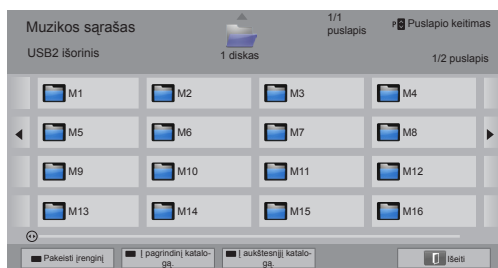 Muzikos sąrašas
1/1
puslapis
P Puslapio keitimas
USB2 išorinis
1 diskas
1/2 puslapis
M1 M2 M3 M4
M5 M6 M7 M8
M9 M10 M11 M12
M13 M14 M15 M16
Pakeisti įrenginį
Į pagrindinį katalo-
gą.
Į aukštesnįjį katalo-
gą.
Išeiti